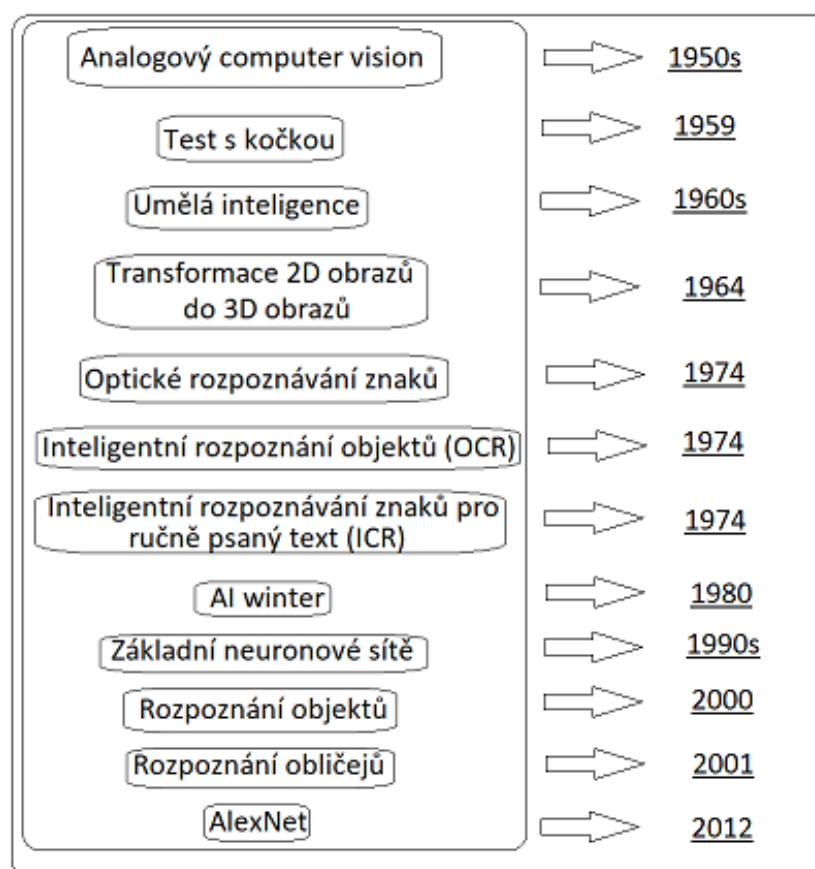 Analogový computer vision 1950s
Test s kočkou 1959
Umělá inteligence 1960s
Transformace 2D obrazů
do 3D obrazů 1964
Optické rozpoznávání znaků 1974
Inteligentní rozpoznání objektů (OCR) 1974
Inteligentní rozpoznávání znaků pro
ručně psaný text (ICR) 1974
AI winter 1980
Základní neuronové sítě 1990s
Rozpoznání objektů 2000
Rozpoznání obličejů 2001
AlexNet 2012